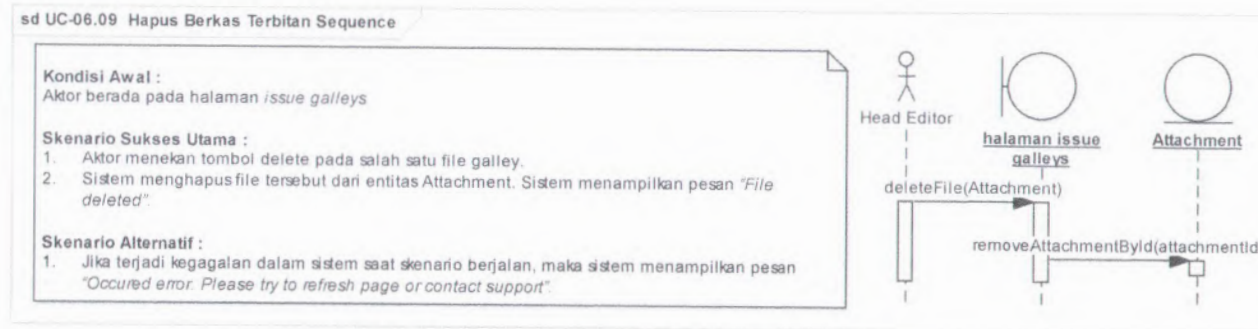 sd UC-06.09 Hapus Berkas Terbitan Sequence
Kondisi Awal :
Aktor berada pada halaman issue galleys
Skenario Sukses Utama :
1. Aktor menekan tombol delete pada salah satu file galley.
2. Sistem menghapus file tersebut dari entitas Attachment. Sistem menampilkan pesan "File
deleted".
Skenario Alternatif :
1. Jika terjadi kegagalan dalam sistem saat skenario berjalan, maka sistem menampilkan pesan
"Occured error. Please try to refresh page or contact support".
Head Editor
halaman issue
galleys
Attachment
deleteFile(Attachment)
removeAttachmentById(attachmentId